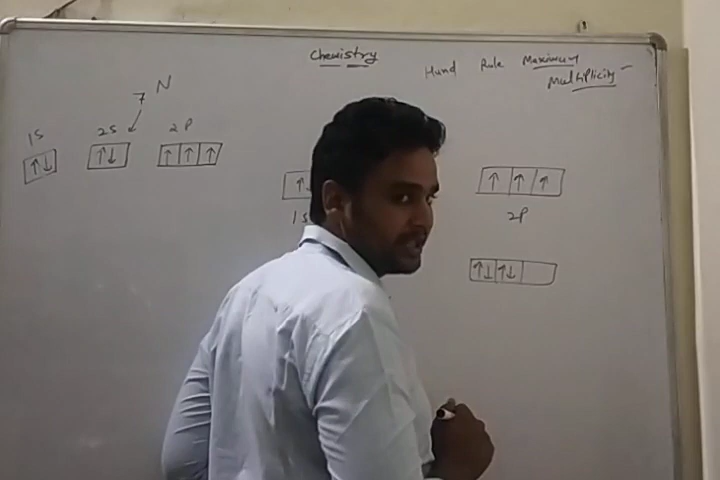 Chemistry
Hund Rule Maximum
Multiplicity
7 N
1S 2S 2P
↑↓ ↑↓ ↑ ↑ ↑
↑ ↑ ↑
1s 2P
↑↓ ↑↓